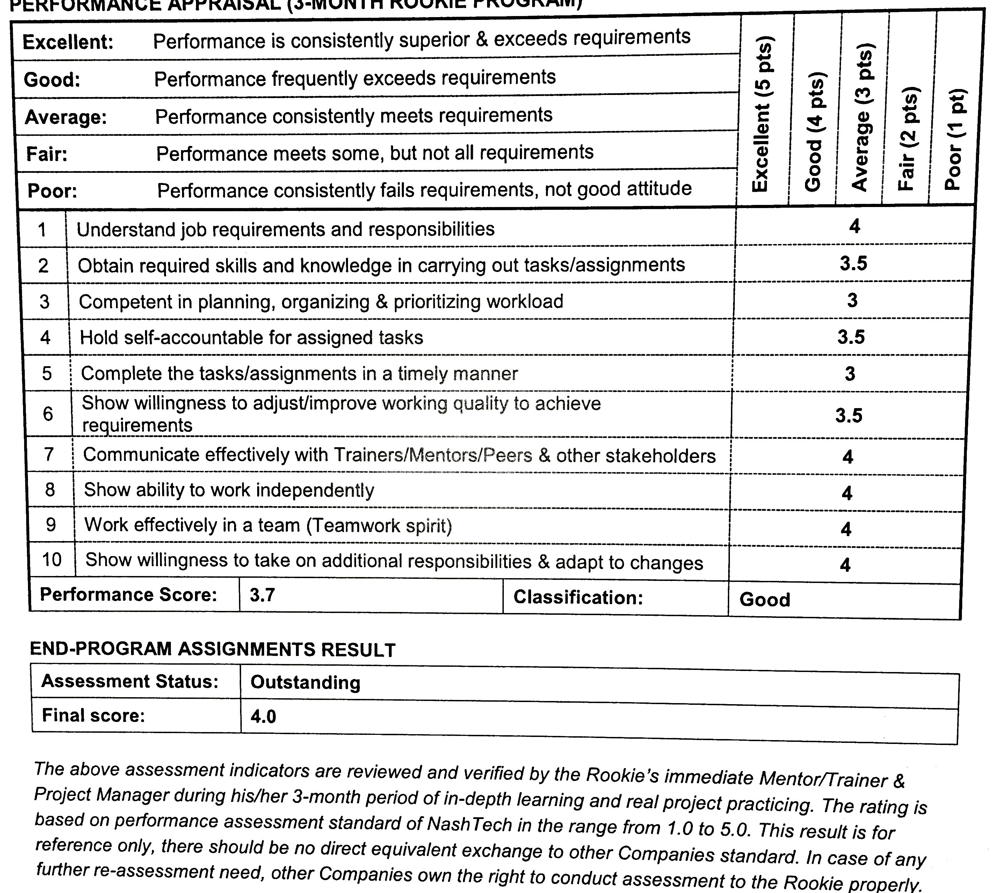 PERFORMANCE APPRAISAL (3-MONTH ROOKIE PROGRAM)
Excellent: Performance is consistently superior & exceeds requirements
Good: Performance frequently exceeds requirements
Average: Performance consistently meets requirements
Fair: Performance meets some, but not all requirements
Poor: Performance consistently fails requirements, not good attitude
Excellent (5 pts)
Good (4 pts)
Average (3 pts)
Fair (2 pts)
Poor (1 pt)
1 Understand job requirements and responsibilities 4
2 Obtain required skills and knowledge in carrying out tasks/assignments 3.5
3 Competent in planning, organizing & prioritizing workload 3
4 Hold self-accountable for assigned tasks 3.5
5 Complete the tasks/assignments in a timely manner 3
6 Show willingness to adjust/improve working quality to achieve
requirements 3.5
7 Communicate effectively with Trainers/Mentors/Peers & other stakeholders 4
8 Show ability to work independently 4
9 Work effectively in a team (Teamwork spirit) 4
10 Show willingness to take on additional responsibilities & adapt to changes 4
Performance Score: 3.7 Classification: Good
END-PROGRAM ASSIGNMENTS RESULT
Assessment Status: Outstanding
Final score: 4.0
The above assessment indicators are reviewed and verified by the Rookie's immediate Mentor/Trainer &
Project Manager during his/her 3-month period of in-depth learning and real project practicing. The rating is
based on performance assessment standard of NashTech in the range from 1.0 to 5.0. This result is for
reference only, there should be no direct equivalent exchange to other Companies standard. In case of any
further re-assessment need, other Companies own the right to conduct assessment to the Rookie properly.